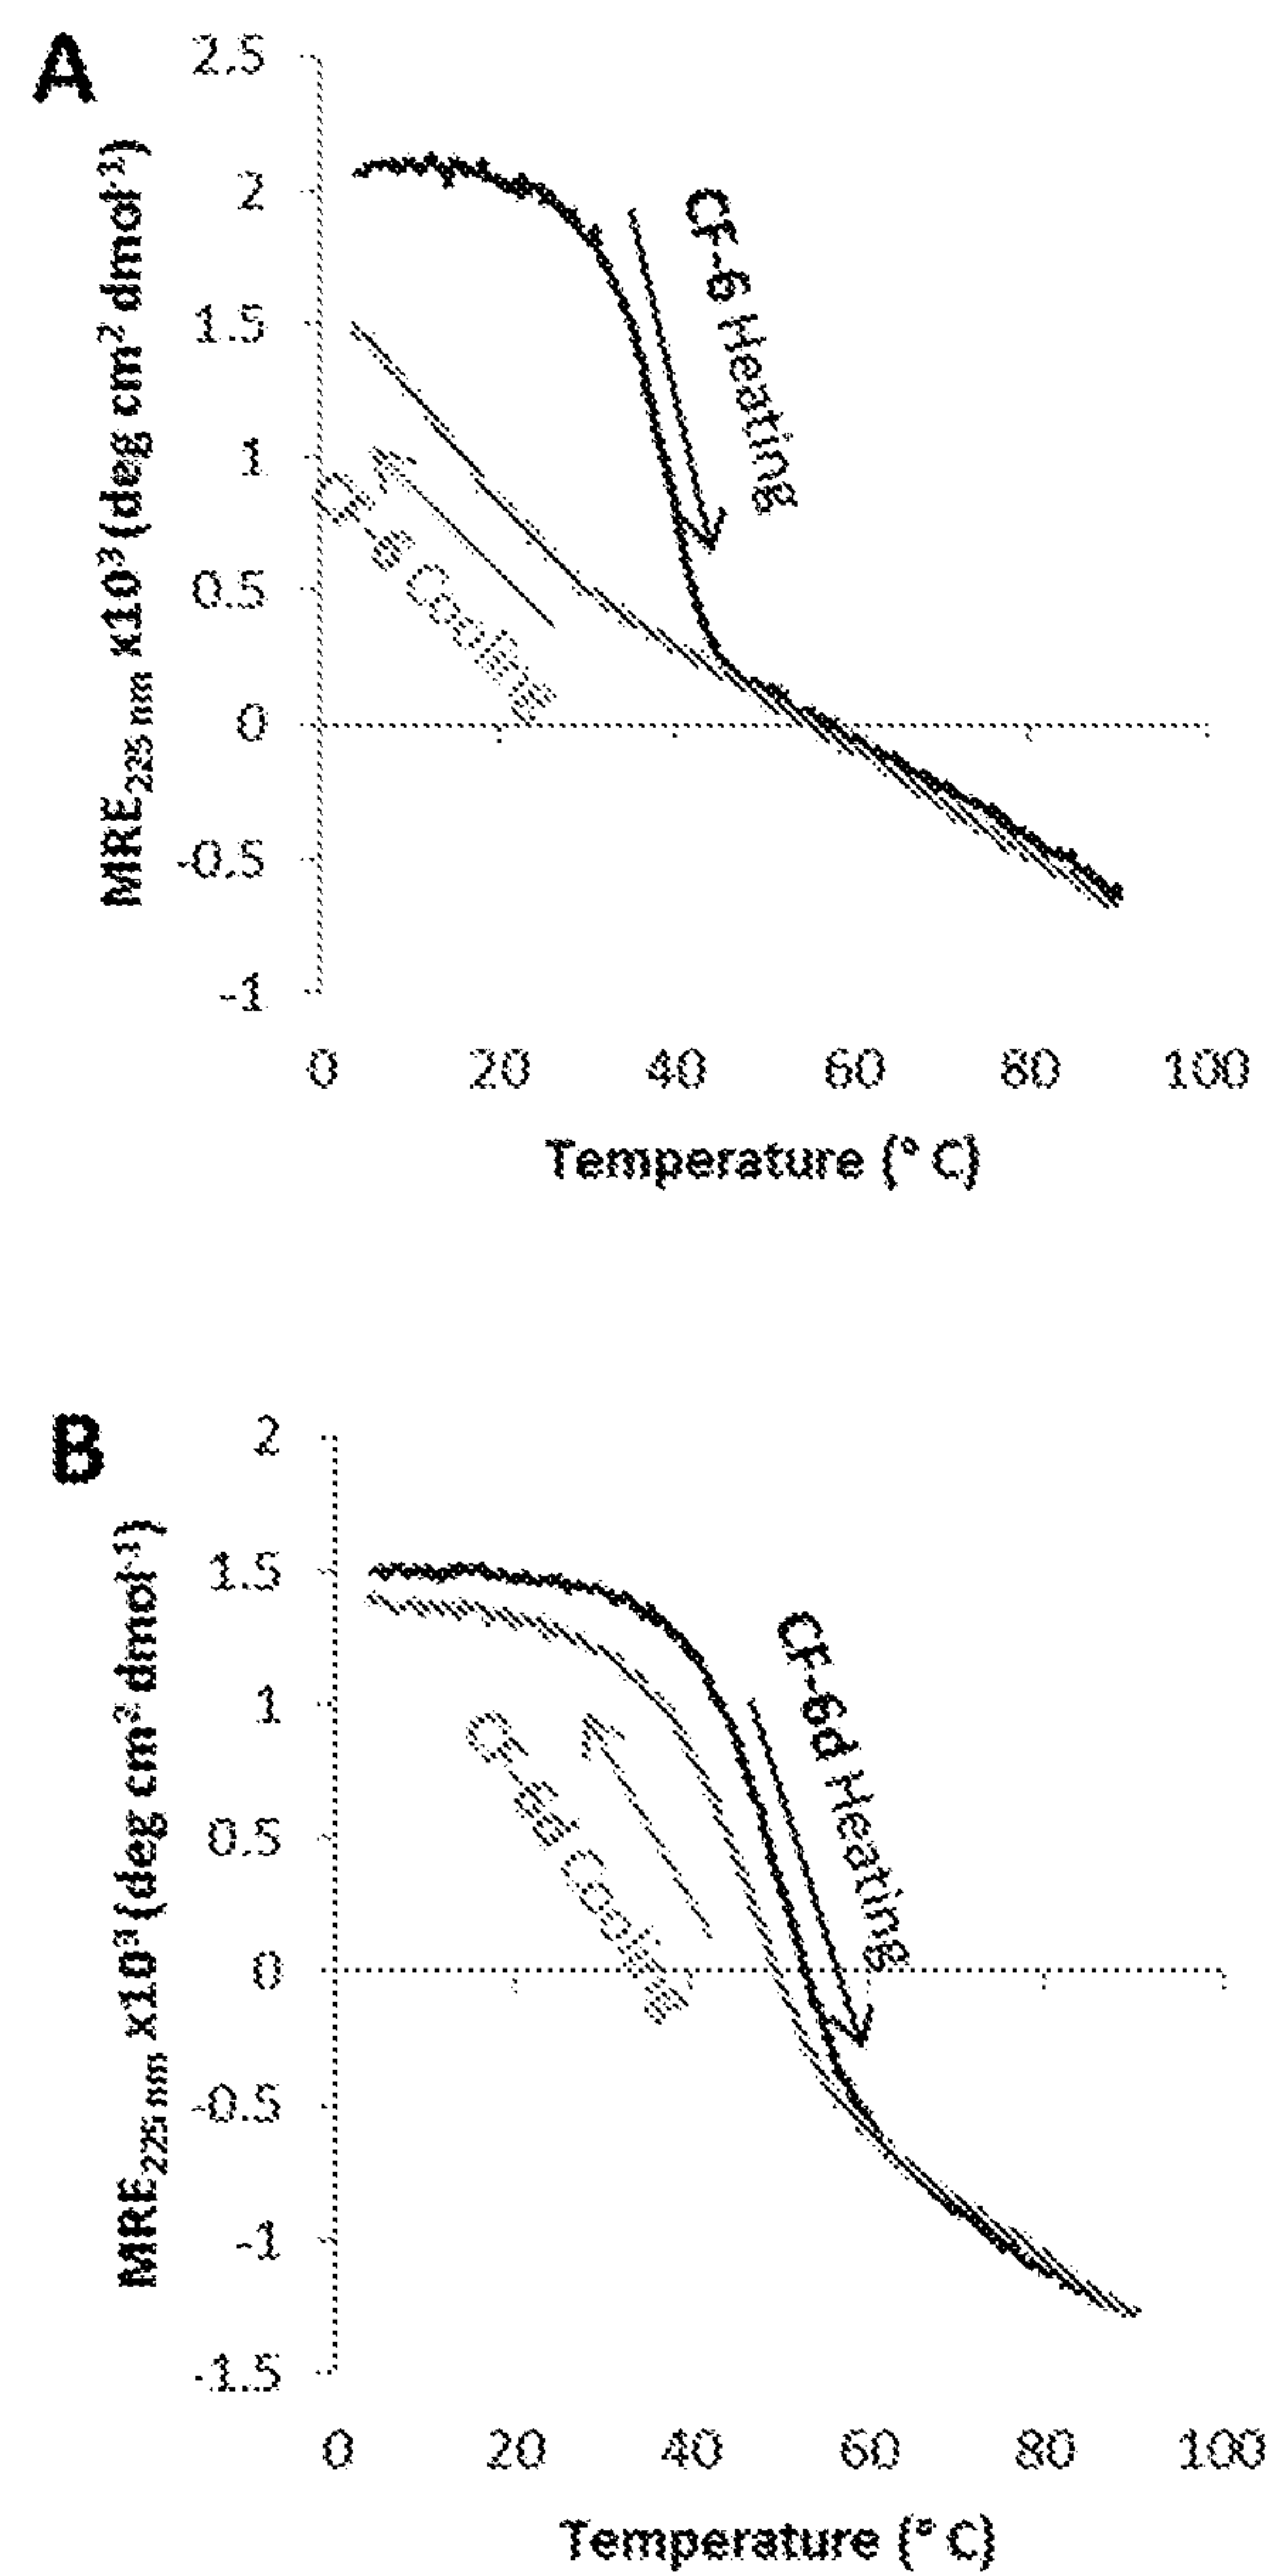 A
2.5
2
1.5
1
0.5
0
-0.5
-1
MRE225 nm x10³ (deg cm² dmol⁻¹)
CF-6 Heating
CF-6 Cooling
0 20 40 60 80 100
Temperature (° C)
B
2
1.5
1
0.5
0
-0.5
-1
-1.5
MRE225 nm x10³ (deg cm³ dmol⁻¹)
CF-6d Heating
CF-6d Cooling
0 20 40 60 80 100
Temperature (° C)